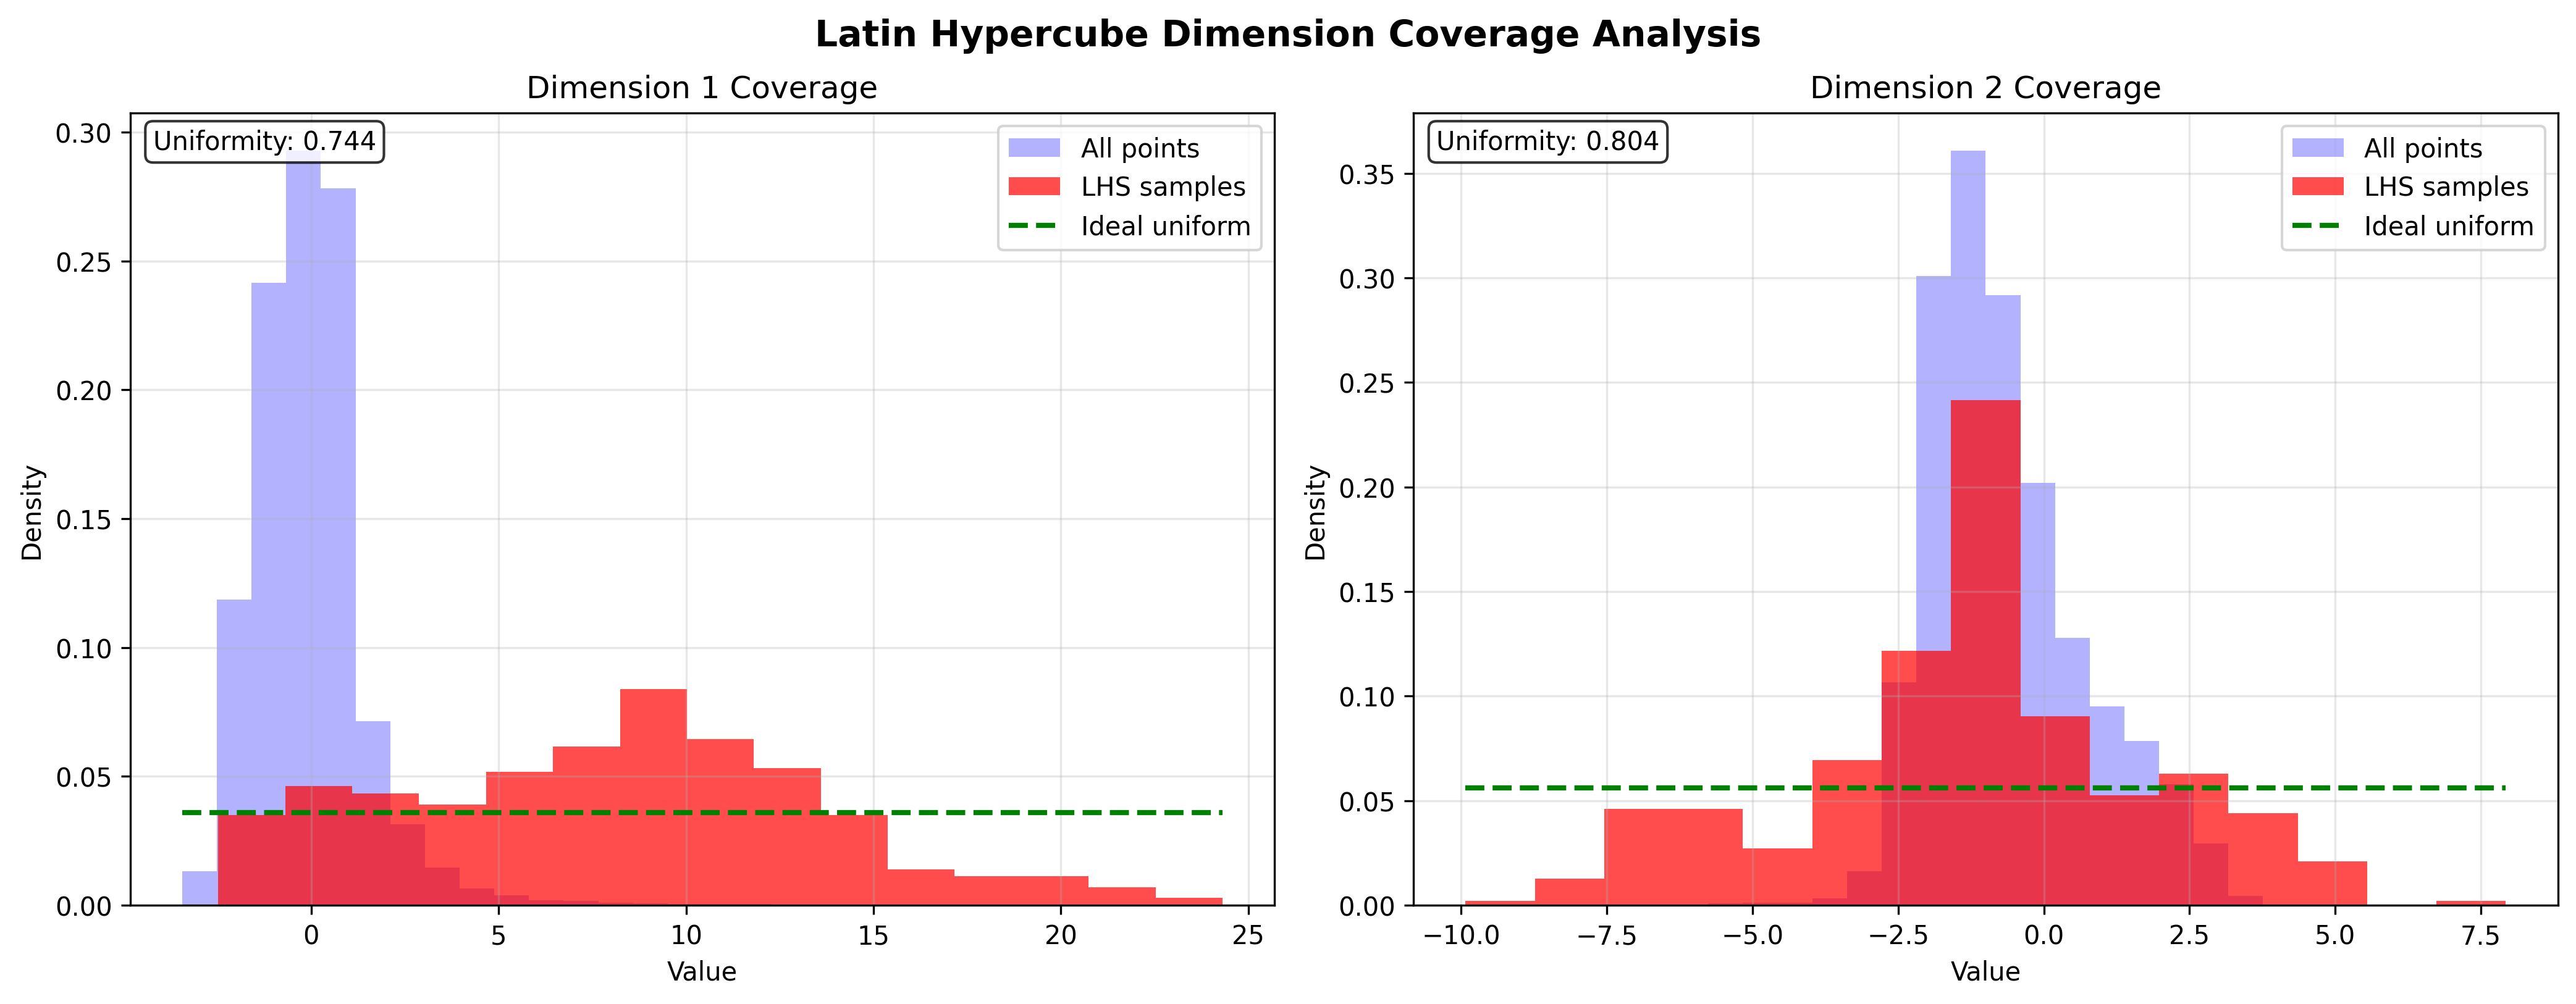 Latin Hypercube Dimension Coverage Analysis
Dimension 1 Coverage
Uniformity: 0.744
All points
LHS samples
Ideal uniform
0.30
0.25
0.20
0.15
0.10
0.05
0.00
Density
0 5 10 15 20 25
Value
Dimension 2 Coverage
Uniformity: 0.804
All points
LHS samples
Ideal uniform
0.35
0.30
0.25
0.20
0.15
0.10
0.05
0.00
Density
−10.0 −7.5 −5.0 −2.5 0.0 2.5 5.0 7.5
Value